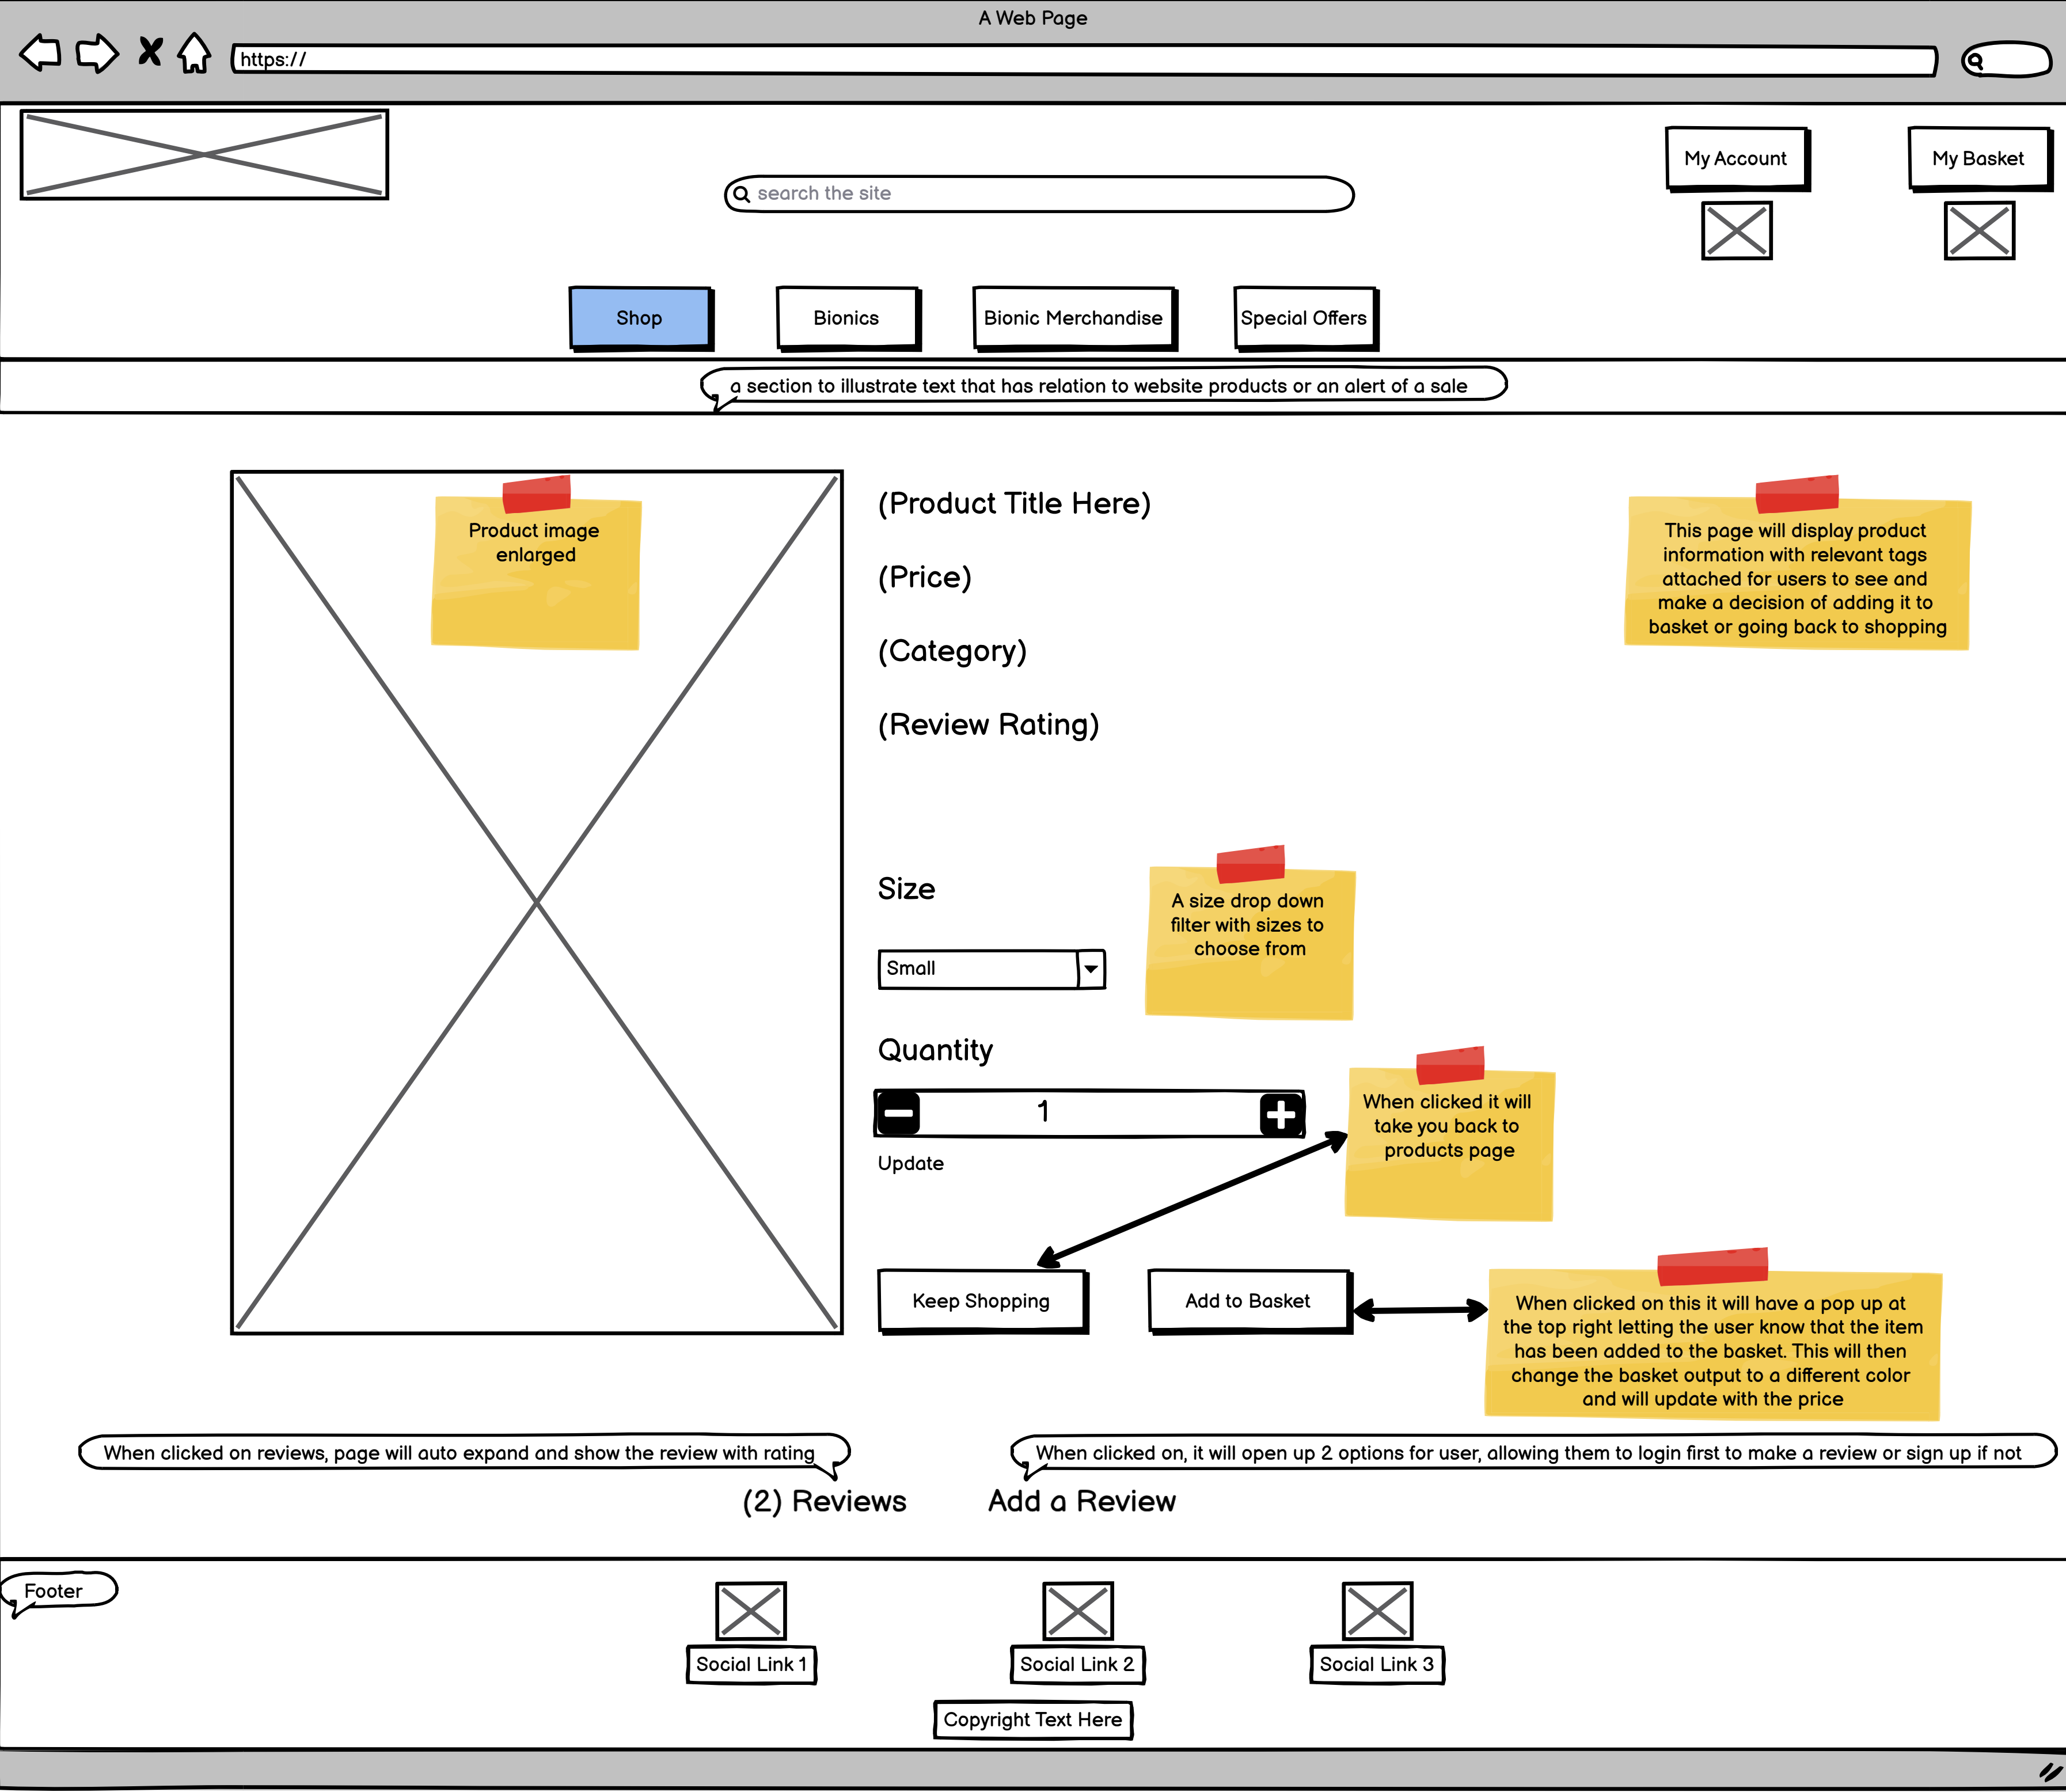 A Web Page
https://
My Account
My Basket
search the site
Shop
Bionics
Bionic Merchandise
Special Offers
a section to illustrate text that has relation to website products or an alert of a sale
Product image
enlarged
(Product Title Here)
(Price)
(Category)
(Review Rating)
This page will display product
information with relevant tags
attached for users to see and
make a decision of adding it to
basket or going back to shopping
Size
Small
A size drop down
filter with sizes to
choose from
Quantity
1
Update
When clicked it will
take you back to
products page
Keep Shopping
Add to Basket
When clicked on this it will have a pop up at
the top right letting the user know that the item
has been added to the basket. This will then
change the basket output to a different color
and will update with the price
When clicked on reviews, page will auto expand and show the review with rating
When clicked on, it will open up 2 options for user, allowing them to login first to make a review or sign up if not
(2) Reviews
Add a Review
Footer
Social Link 1
Social Link 2
Social Link 3
Copyright Text Here